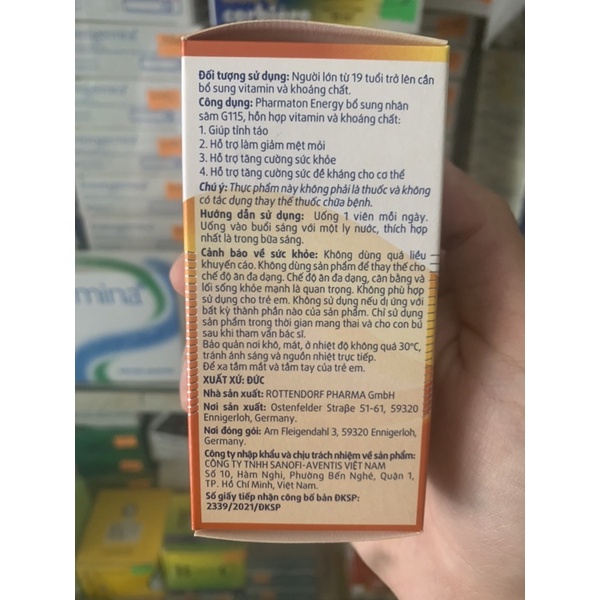 Đối tượng sử dụng: Người lớn từ 19 tuổi trở lên cần
bổ sung vitamin và khoáng chất.
Công dụng: Pharmaton Energy bổ sung nhân
sâm G115, hỗn hợp vitamin và khoáng chất:
1. Giúp tỉnh táo
2. Hỗ trợ làm giảm mệt mỏi
3. Hỗ trợ tăng cường sức khỏe
4. Hỗ trợ tăng cường sức đề kháng cho cơ thể
Chú ý: Thực phẩm này không phải là thuốc và không
có tác dụng thay thế thuốc chữa bệnh.
Hướng dẫn sử dụng: Uống 1 viên mỗi ngày.
Uống vào buổi sáng với một ly nước, thích hợp
nhất là trong bữa sáng.
Cảnh báo về sức khỏe: Không dùng quá liều
khuyến cáo. Không dùng sản phẩm để thay thế cho
chế độ ăn đa dạng. Chế độ ăn đa dạng, cân bằng và
lối sống khỏe mạnh là quan trọng. Không phù hợp
sử dụng cho trẻ em. Không sử dụng nếu dị ứng với
bất kỳ thành phần nào của sản phẩm. Chỉ sử dụng
sản phẩm trong thời gian mang thai và cho con bú
sau khi tham vấn bác sĩ.
Bảo quản nơi khô, mát, ở nhiệt độ không quá 30°C,
tránh ánh sáng và nguồn nhiệt trực tiếp.
Để xa tầm mắt và tầm tay của trẻ em.
XUẤT XỨ: ĐỨC
Nhà sản xuất: ROTTENDORF PHARMA GmbH
Nơi sản xuất: Ostenfelder Straße 51-61, 59320
Ennigerloh, Germany.
Nơi đóng gói: Am Fleigendahl 3, 59320 Ennigerloh,
Germany.
Công ty nhập khẩu và chịu trách nhiệm về sản phẩm:
CÔNG TY TNHH SANOFI-AVENTIS VIỆT NAM
Số 10, Hàm Nghi, Phường Bến Nghé, Quận 1,
TP. Hồ Chí Minh, Việt Nam.
Số giấy tiếp nhận công bố bản ĐKSP:
2339/2021/ĐKSP
mina